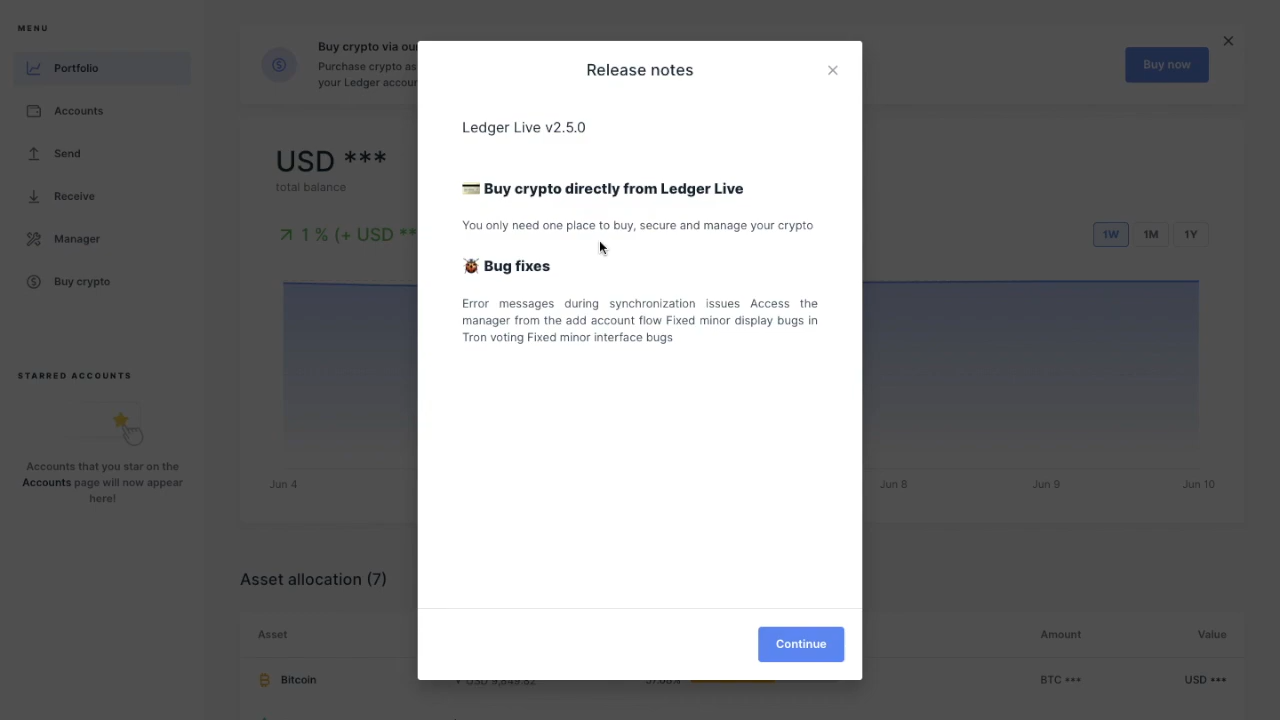 MENU
Portfolio
Accounts
Send
Receive
Manager
Buy crypto
STARRED ACCOUNTS
Accounts that you star on the
Accounts page will now appear
here!
Buy crypto via our
Purchase crypto as
your Ledger accour
Buy now
USD ***
total balance
1 % (+ USD **
1W 1M 1Y
Jun 4 Jun 8 Jun 9 Jun 10
Asset allocation (7)
Asset Amount Value
Bitcoin BTC *** USD ***
Release notes
Ledger Live v2.5.0
Buy crypto directly from Ledger Live
You only need one place to buy, secure and manage your crypto
Bug fixes
Error messages during synchronization issues Access the
manager from the add account flow Fixed minor display bugs in
Tron voting Fixed minor interface bugs
Continue